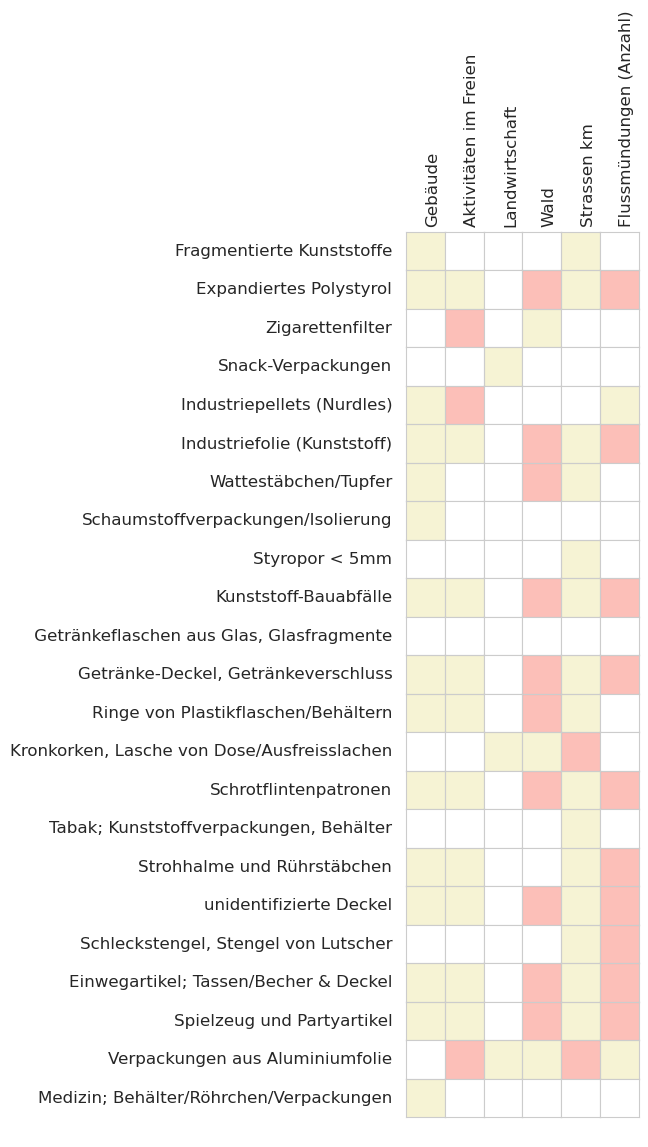 Gebäude
Aktivitäten im Freien
Landwirtschaft
Wald
Strassen km
Flussmündungen (Anzahl)
Fragmentierte Kunststoffe
Expandiertes Polystyrol
Zigarettenfilter
Snack-Verpackungen
Industriepellets (Nurdles)
Industriefolie (Kunststoff)
Wattestäbchen/Tupfer
Schaumstoffverpackungen/Isolierung
Styropor < 5mm
Kunststoff-Bauabfälle
Getränkeflaschen aus Glas, Glasfragmente
Getränke-Deckel, Getränkeverschluss
Ringe von Plastikflaschen/Behältern
Kronkorken, Lasche von Dose/Ausfreisslachen
Schrotflintenpatronen
Tabak; Kunststoffverpackungen, Behälter
Strohhalme und Rührstäbchen
unidentifizierte Deckel
Schleckstengel, Stengel von Lutscher
Einwegartikel; Tassen/Becher & Deckel
Spielzeug und Partyartikel
Verpackungen aus Aluminiumfolie
Medizin; Behälter/Röhrchen/Verpackungen